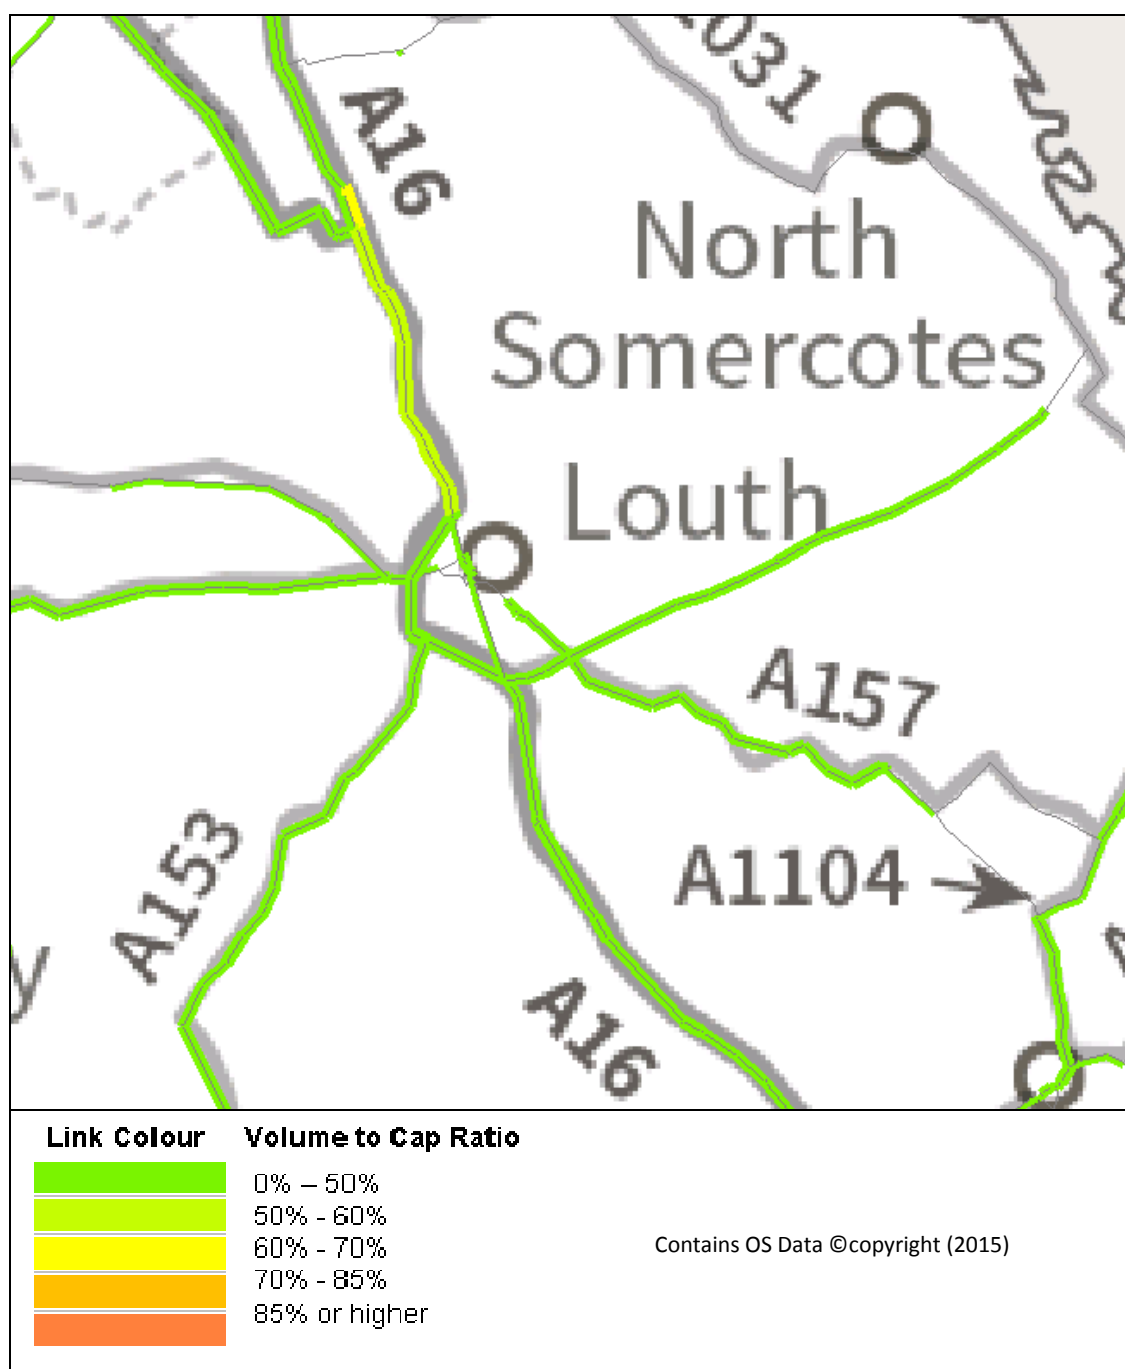 1031
A16
North
Somercotes
Louth
A157
A153
A1104
y
A16
Link Colour Volume to Cap Ratio
0% – 50%
50% - 60%
60% - 70%
70% - 85%
85% or higher
Contains OS Data ©copyright (2015)